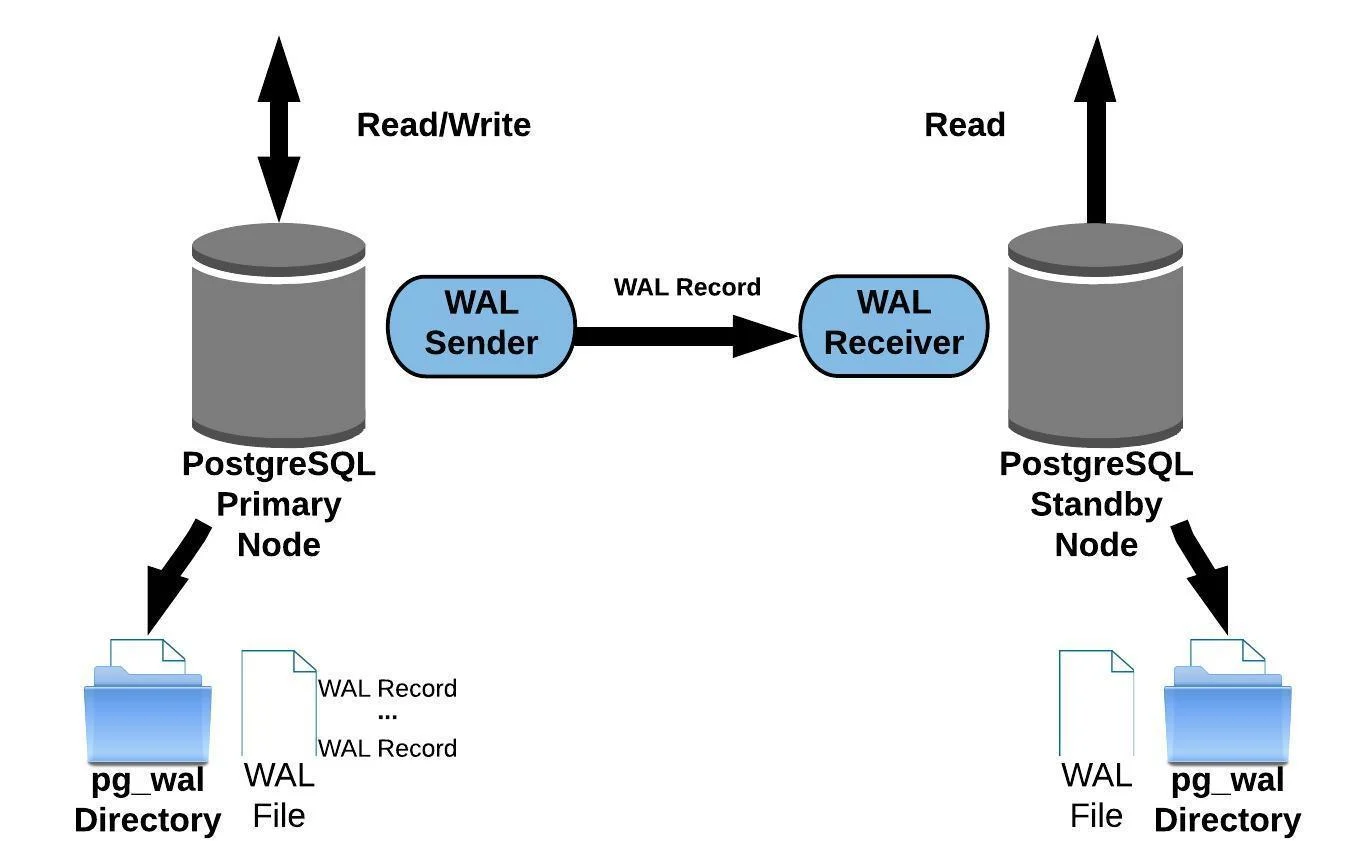 Read/Write
Read
WAL Record
WAL
Sender
WAL
Receiver
PostgreSQL
Primary
Node
PostgreSQL
Standby
Node
WAL Record
...
WAL Record
pg_wal
Directory
WAL
File
WAL
File
pg_wal
Directory